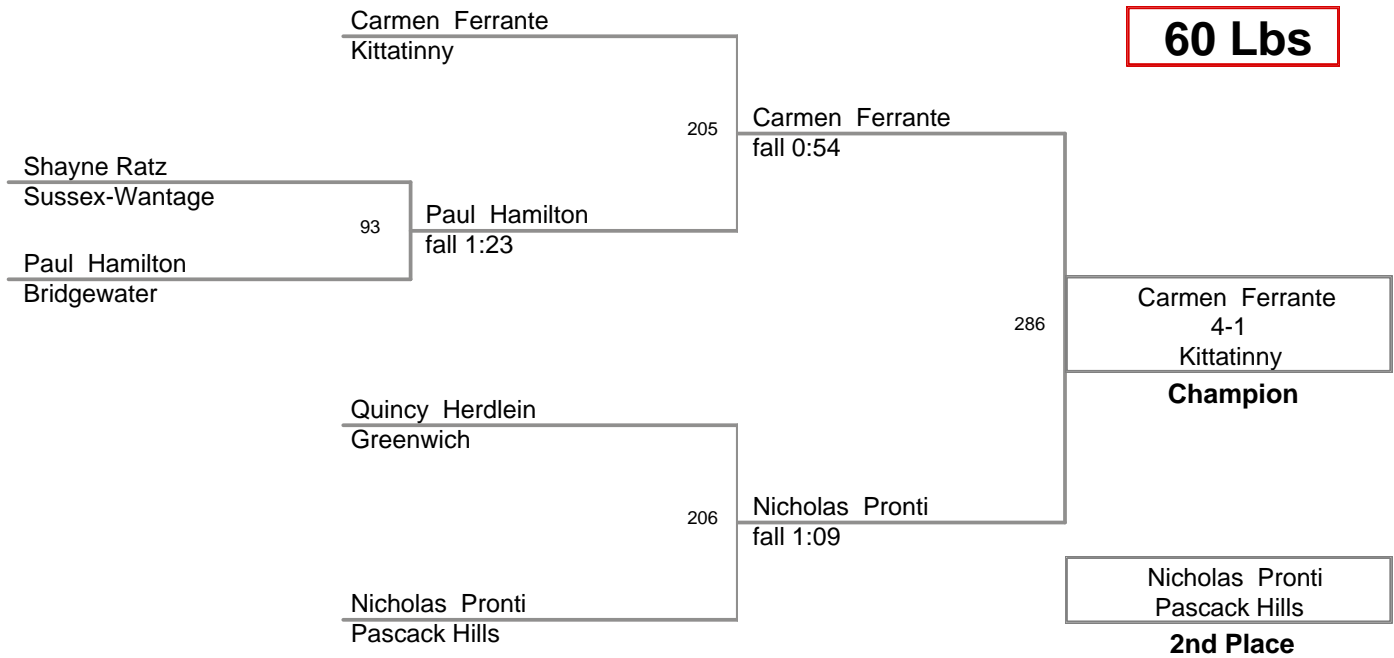 Carmen Ferrante
Kittatinny
60 Lbs
205
Carmen Ferrante
fall 0:54
Shayne Ratz
Sussex-Wantage
93
Paul Hamilton
fall 1:23
Paul Hamilton
Bridgewater
286
Carmen Ferrante
4-1
Kittatinny
Champion
Quincy Herdlein
Greenwich
206
Nicholas Pronti
fall 1:09
Nicholas Pronti
Pascack Hills
Nicholas Pronti
Pascack Hills
2nd Place